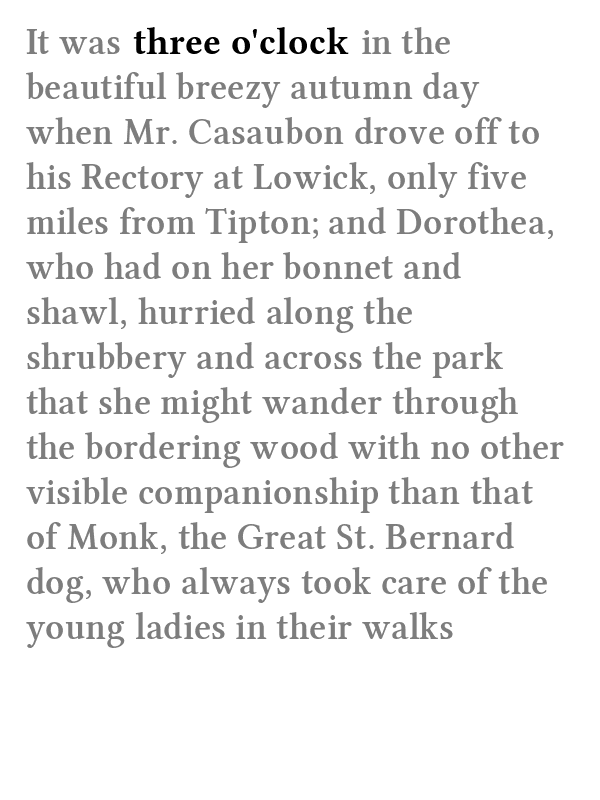 It was three o'clock in the
beautiful breezy autumn day
when Mr. Casaubon drove off to
his Rectory at Lowick, only five
miles from Tipton; and Dorothea,
who had on her bonnet and
shawl, hurried along the
shrubbery and across the park
that she might wander through
the bordering wood with no other
visible companionship than that
of Monk, the Great St. Bernard
dog, who always took care of the
young ladies in their walks